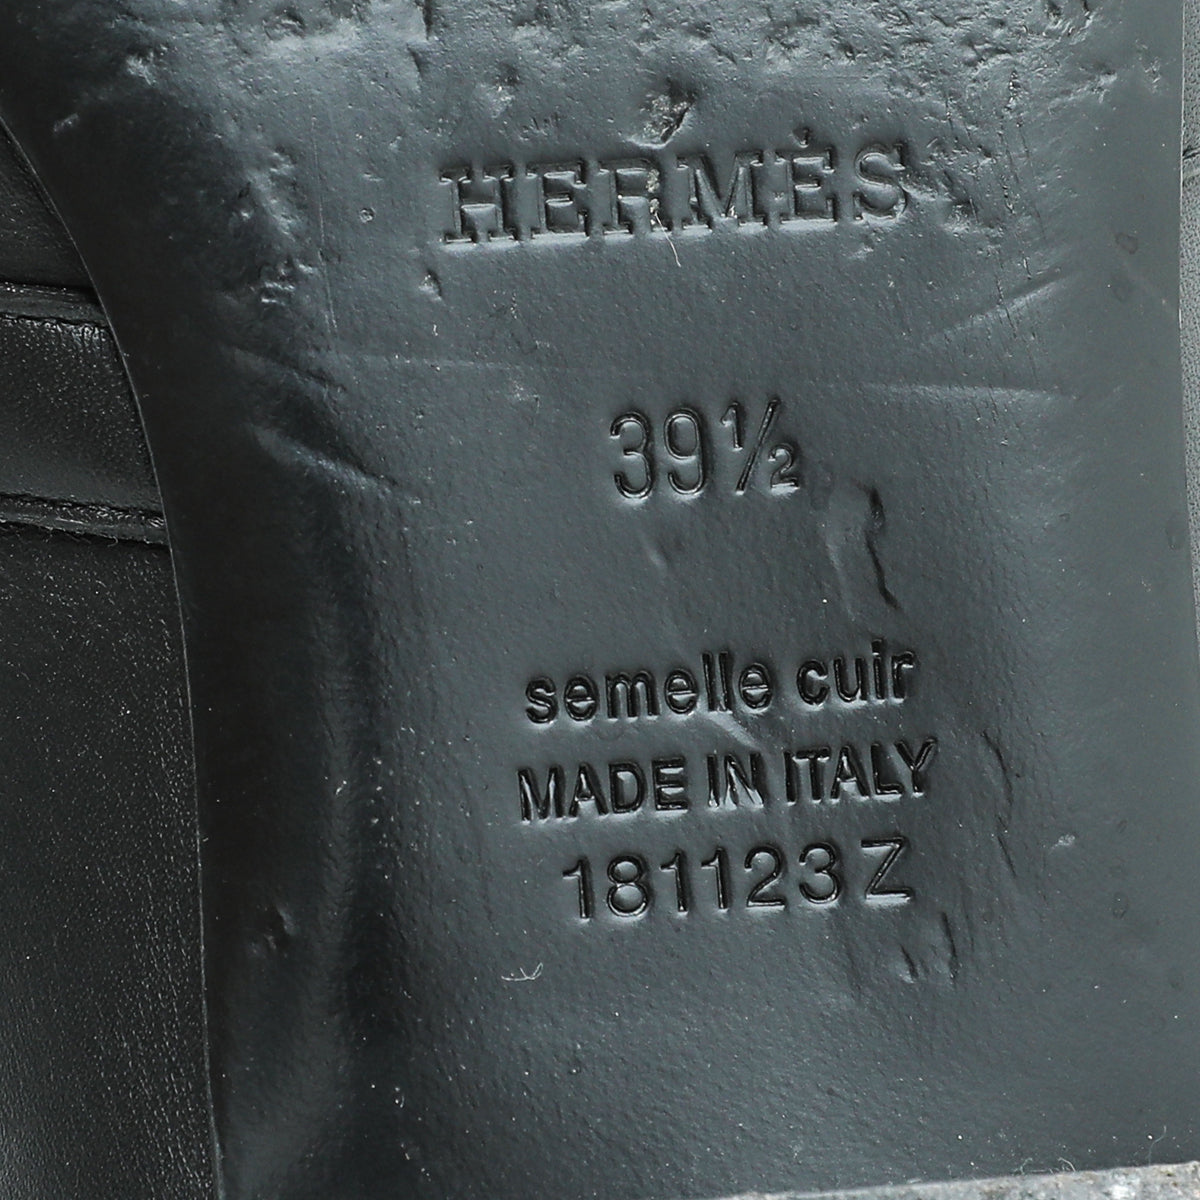 HERMÈS
39½
semelle cuir
MADE IN ITALY
181123Z